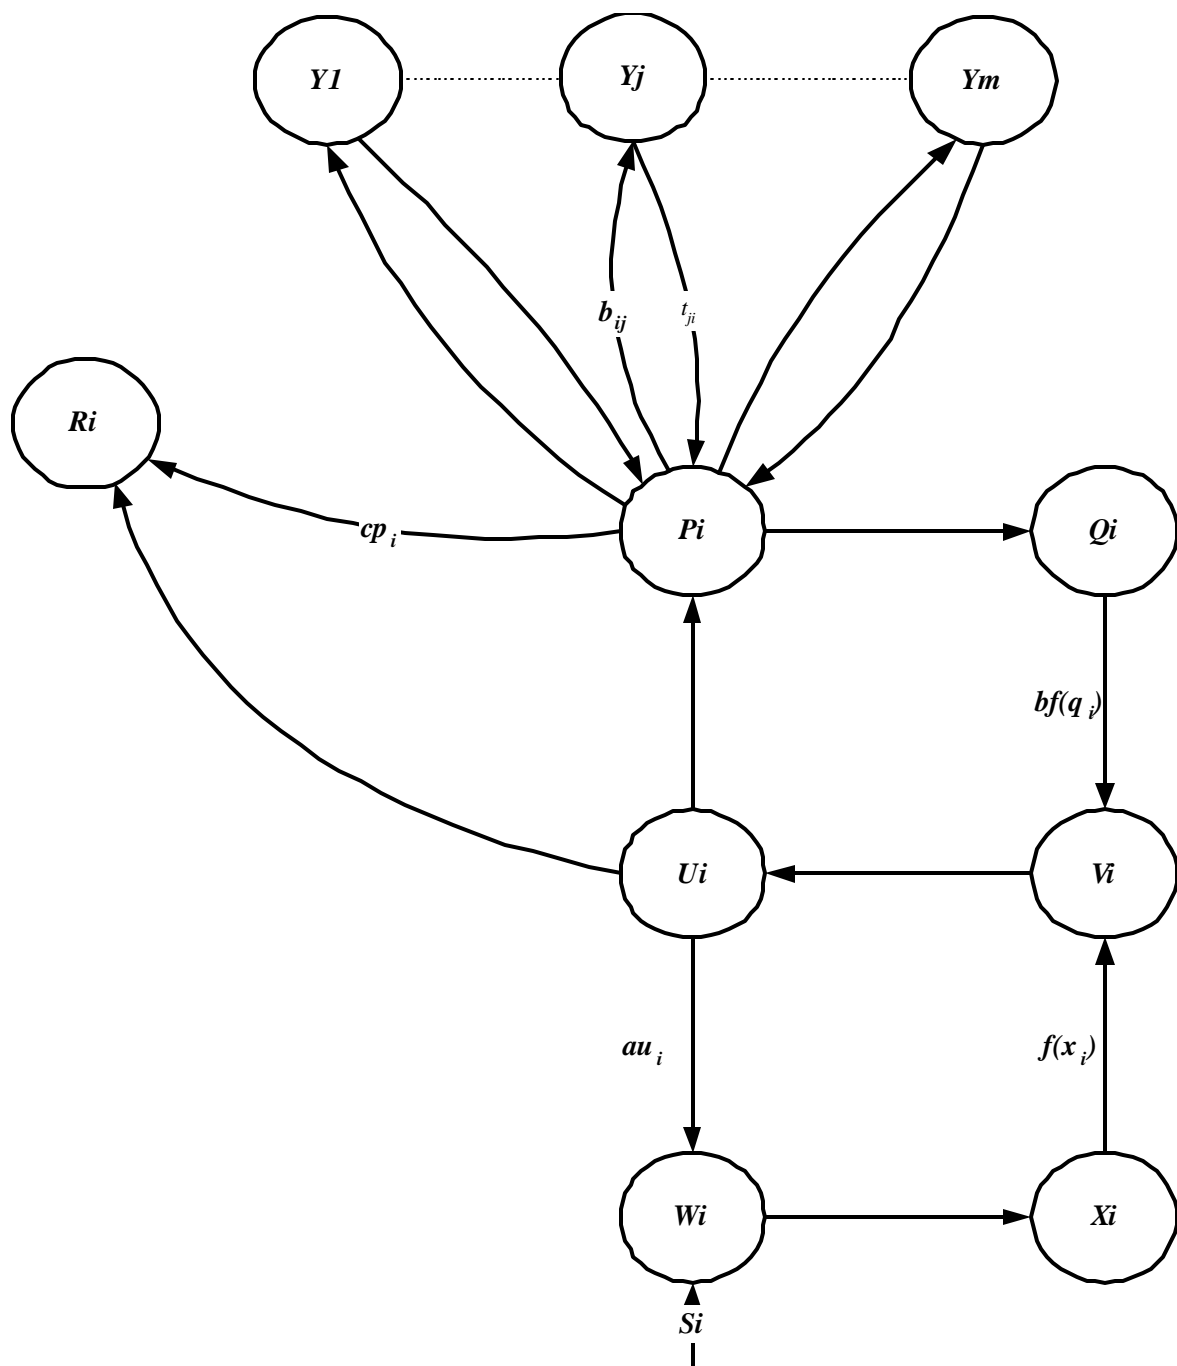 Y1
Yj
Ym
b ij
t ji
Ri
cp i
Pi
Qi
bf(q i)
Ui
Vi
au i
f(x i)
Wi
Xi
Si